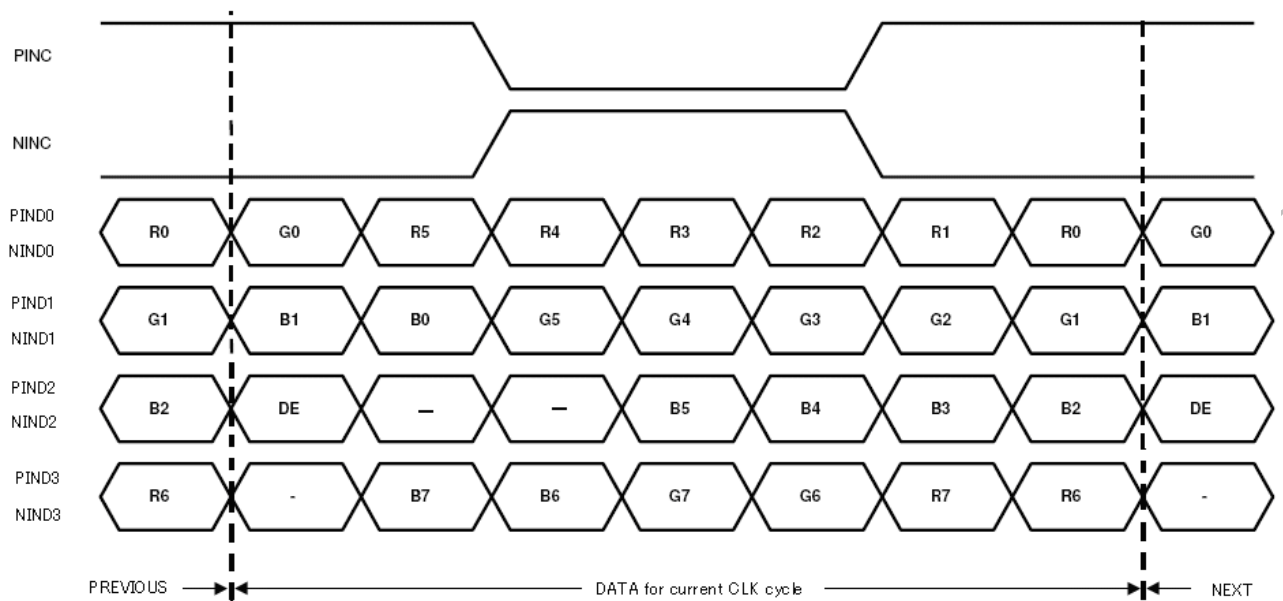 PINC
NINC
PIND0
NIND0
R0 G0 R5 R4 R3 R2 R1 R0 G0
PIND1
NIND1
G1 B1 B0 G5 G4 G3 G2 G1 B1
PIND2
NIND2
B2 DE — — B5 B4 B3 B2 DE
PIND3
NIND3
R6 - B7 B6 G7 G6 R7 R6 -
PREVIOUS DATA for current CLK cycle NEXT